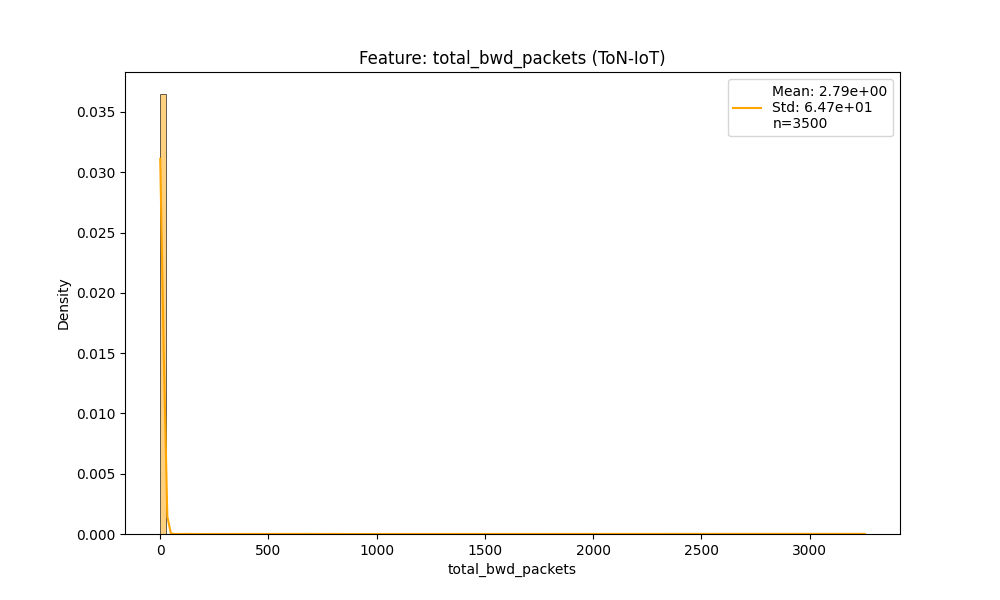 Feature: total_bwd_packets (ToN-IoT)
Mean: 2.79e+00
Std: 6.47e+01
n=3500
Density
0.035
0.030
0.025
0.020
0.015
0.010
0.005
0.000
0 500 1000 1500 2000 2500 3000
total_bwd_packets